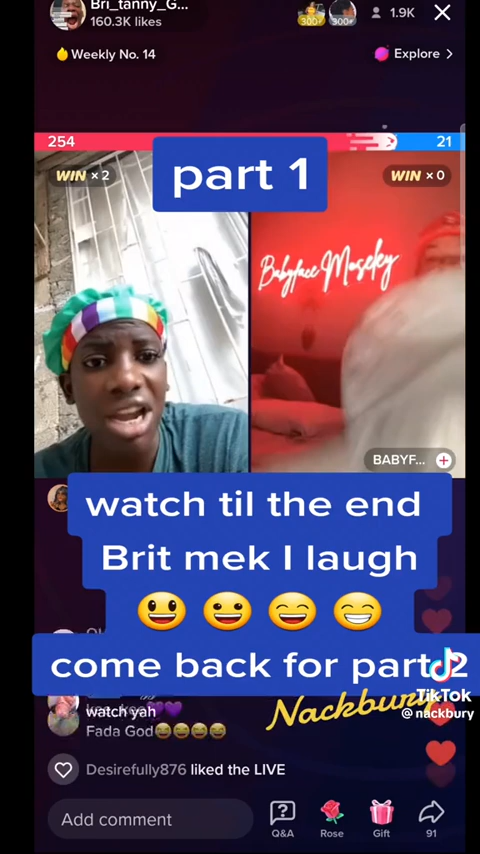 Bri_tanny_G...
160.3K likes
300+
300+
1.9K
Weekly No. 14
Explore >
254
21
part 1
WIN × 2
WIN × 0
Babyface Moseley
BABYF...
watch til the end
Brit mek I laugh
😃😀😄😁
come back for part 2
TikTok
@nackbury
Nackbury
watch yah
Fada God😂😂😂😂
Desirefully876 liked the LIVE
Add comment
Q&A
Rose
Gift
91